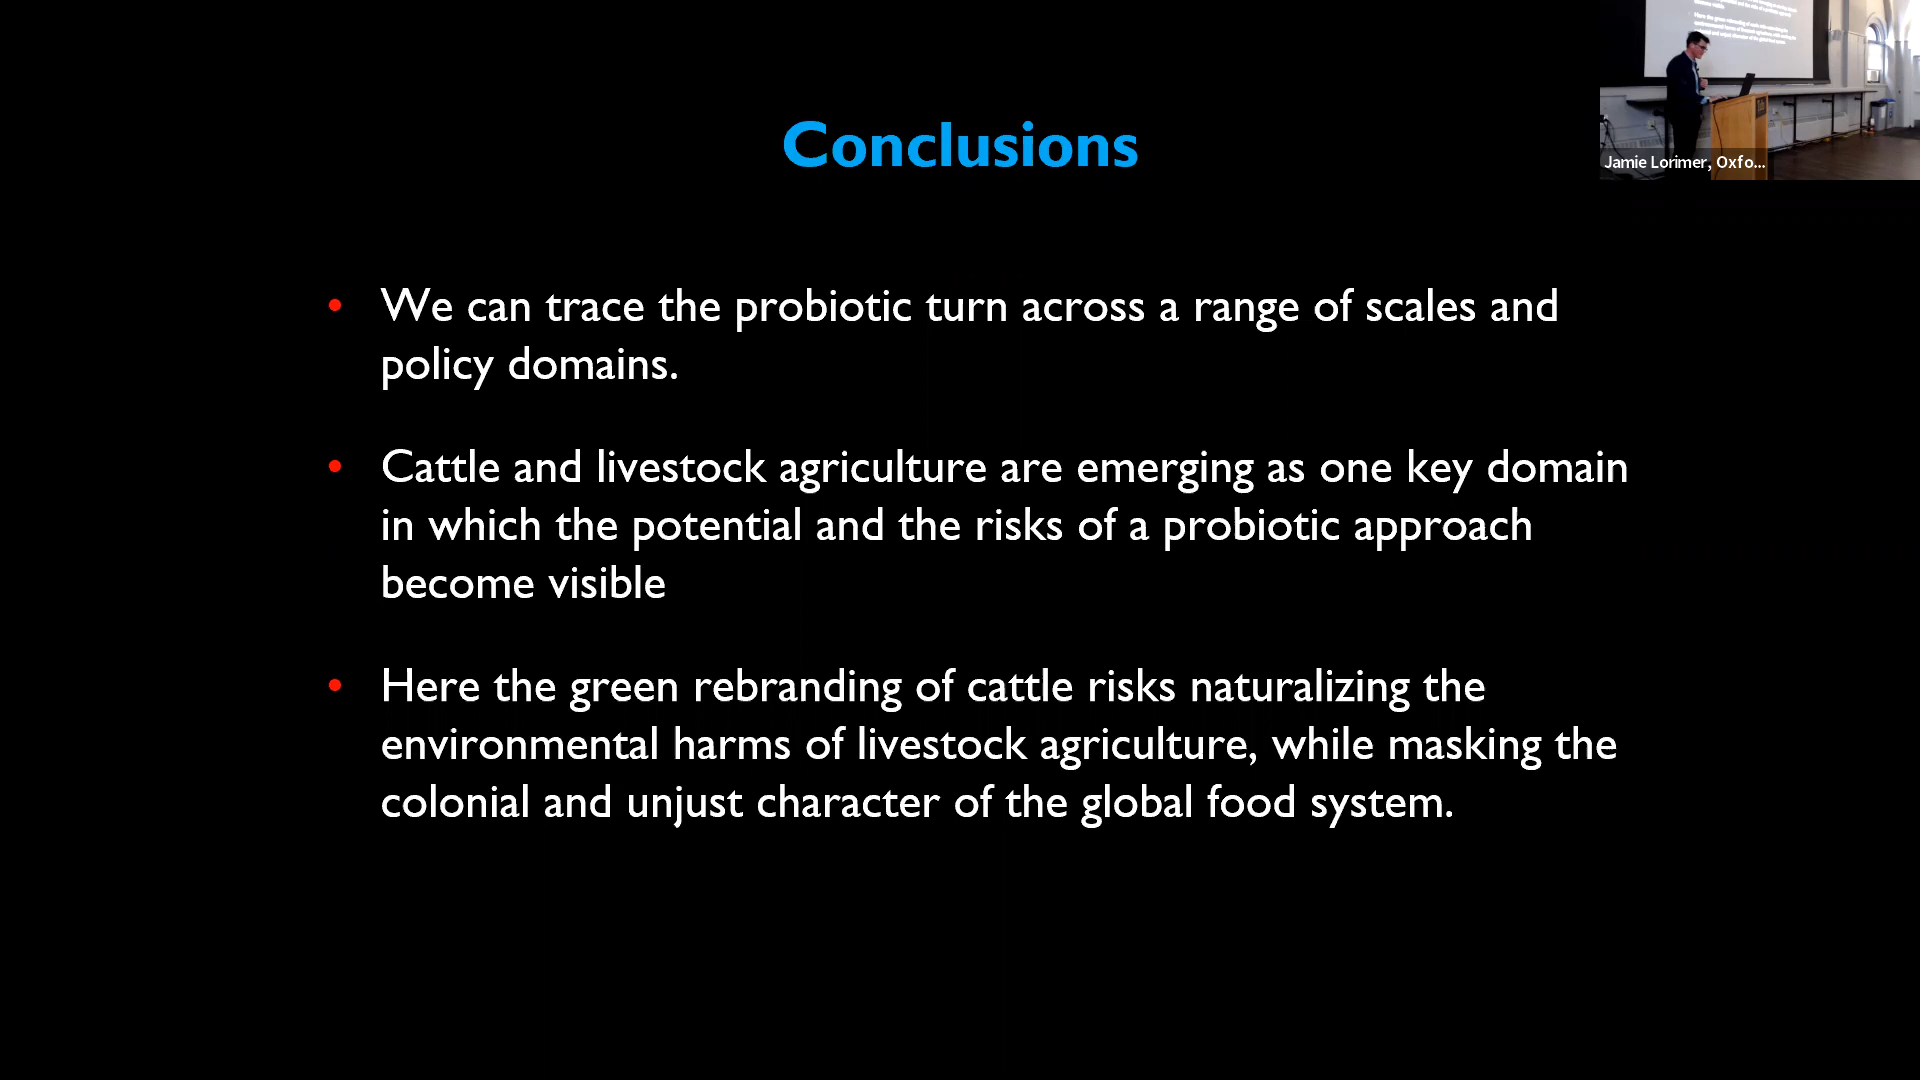 Conclusions
Jamie Lorimer, Oxfo...
• We can trace the probiotic turn across a range of scales and
policy domains.
• Cattle and livestock agriculture are emerging as one key domain
in which the potential and the risks of a probiotic approach
become visible
• Here the green rebranding of cattle risks naturalizing the
environmental harms of livestock agriculture, while masking the
colonial and unjust character of the global food system.